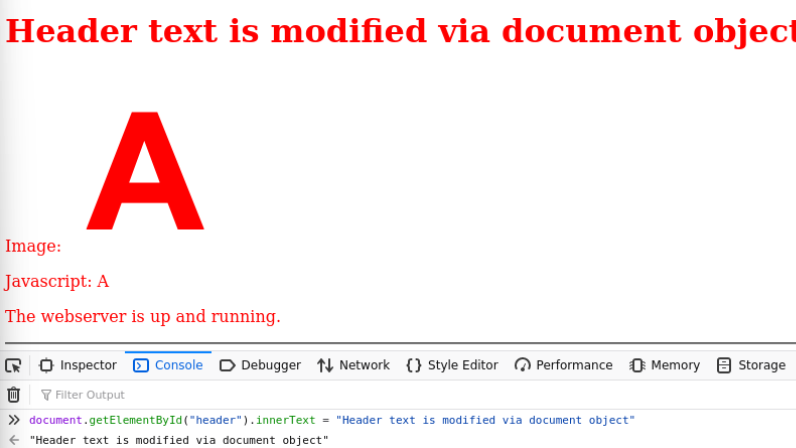 Header text is modified via document object
A
Image:
Javascript: A
The webserver is up and running.
Inspector Console Debugger Network {} Style Editor Performance Memory Storage
Filter Output
» document.getElementById("header").innerText = "Header text is modified via document object"
← "Header text is modified via document object"